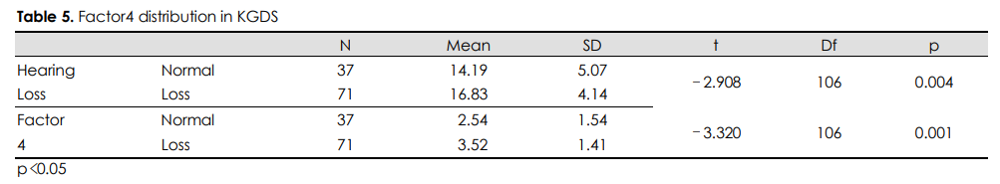 Table 5. Factor4 distribution in KGDS
N Mean SD t Df p
Hearing Normal 37 14.19 5.07 −2.908 106 0.004
Loss Loss 71 16.83 4.14
Factor Normal 37 2.54 1.54 −3.320 106 0.001
4 Loss 71 3.52 1.41
p<0.05